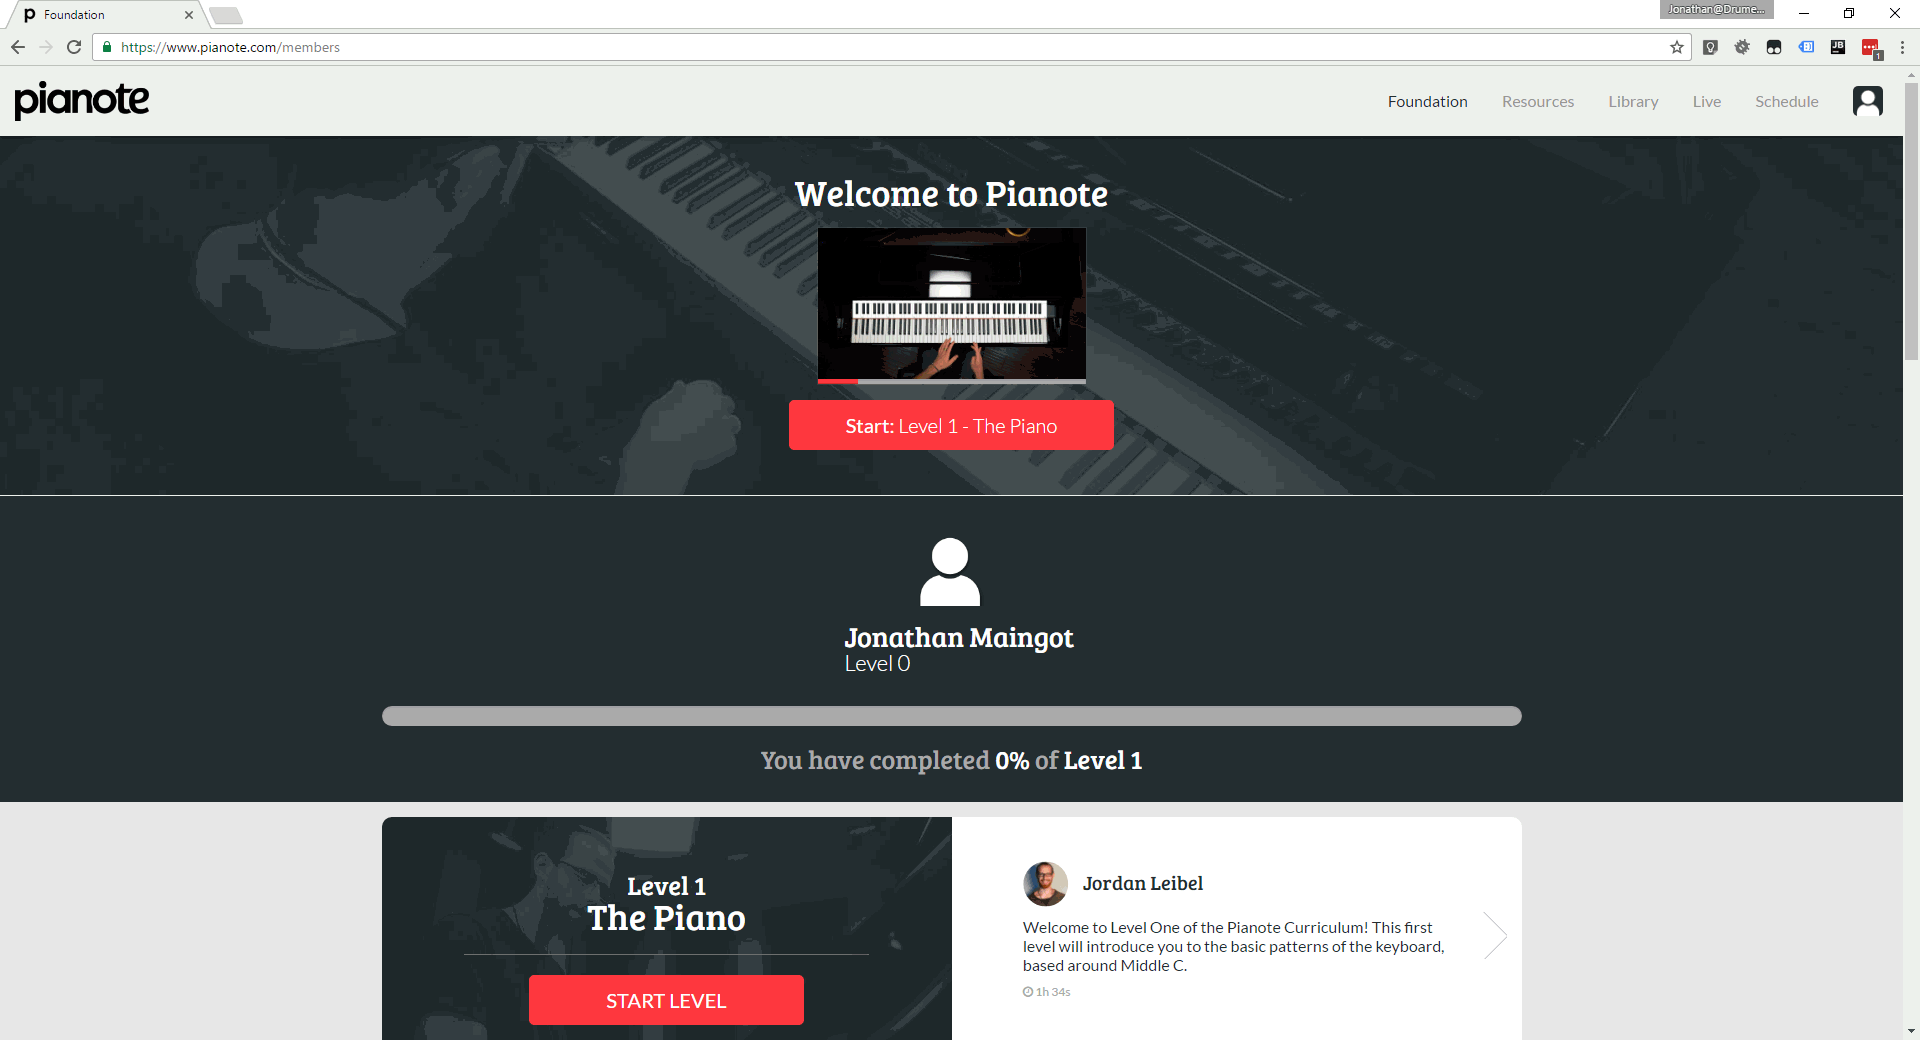 Foundation
Jonathan@Drume...
https://www.pianote.com/members
JB
1
pianote
Foundation
Resources
Library
Live
Schedule
Welcome to Pianote
Start: Level 1 - The Piano
Jonathan Maingot
Level 0
You have completed 0% of Level 1
Level 1
The Piano
START LEVEL
Jordan Leibel
Welcome to Level One of the Pianote Curriculum! This first
level will introduce you to the basic patterns of the keyboard,
based around Middle C.
1h 34s